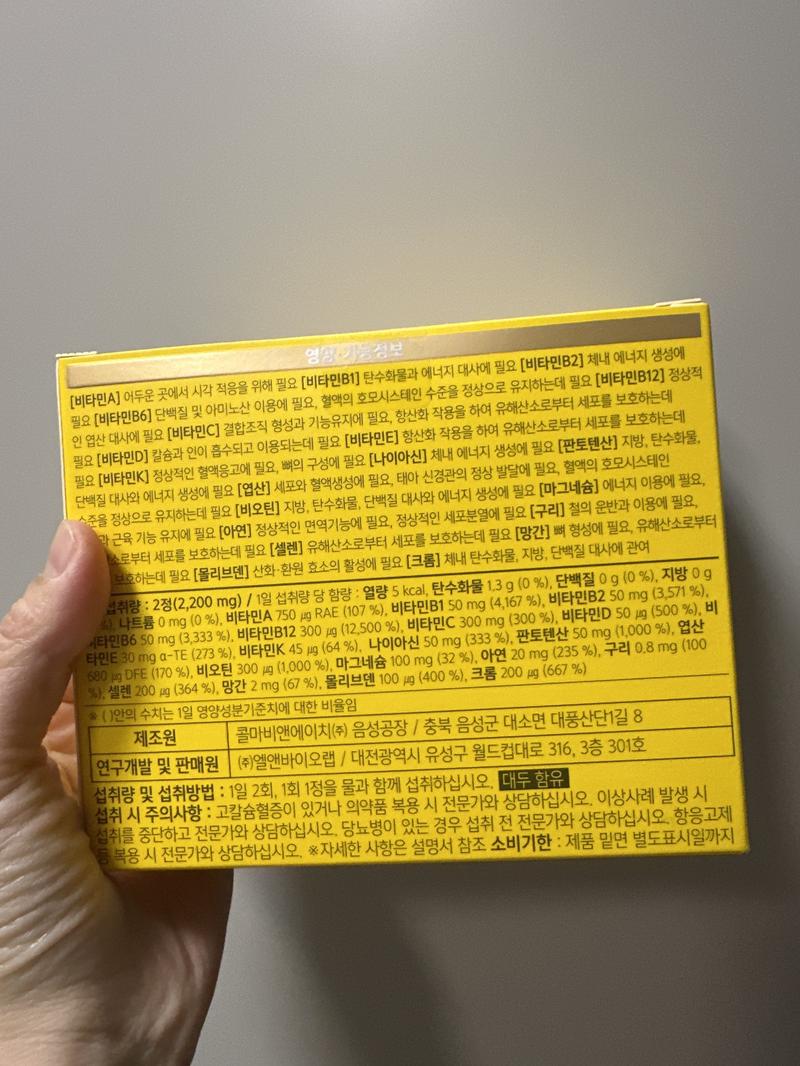 영양·기능정보
[비타민A] 어두운 곳에서 시각 적응을 위해 필요 [비타민B1] 탄수화물과 에너지 대사에 필요 [비타민B2] 체내 에너지 생성에
필요 [비타민B6] 단백질 및 아미노산 이용에 필요, 혈액의 호모시스테인 수준을 정상으로 유지하는데 필요 [비타민B12] 정상적
인 엽산 대사에 필요 [비타민C] 결합조직 형성과 기능유지에 필요, 항산화 작용을 하여 유해산소로부터 세포를 보호하는데
필요 [비타민D] 칼슘과 인이 흡수되고 이용되는데 필요 [비타민E] 항산화 작용을 하여 유해산소로부터 세포를 보호하는데
필요 [비타민K] 정상적인 혈액응고에 필요, 뼈의 구성에 필요 [나이아신] 체내 에너지 생성에 필요 [판토텐산] 지방, 탄수화물,
단백질 대사와 에너지 생성에 필요 [엽산] 세포와 혈액생성에 필요, 태아 신경관의 정상 발달에 필요, 혈액의 호모시스테인
수준을 정상으로 유지하는데 필요 [비오틴] 지방, 탄수화물, 단백질 대사와 에너지 생성에 필요 [마그네슘] 에너지 이용에 필요,
과 근육 기능 유지에 필요 [아연] 정상적인 면역기능에 필요, 정상적인 세포분열에 필요 [구리] 철의 운반과 이용에 필요,
소로부터 세포를 보호하는데 필요 [셀렌] 유해산소로부터 세포를 보호하는데 필요 [망간] 뼈 형성에 필요, 유해산소로부터
보호하는데 필요 [몰리브덴] 산화·환원 효소의 활성에 필요 [크롬] 체내 탄수화물, 지방, 단백질 대사에 관여
섭취량 : 2정(2,200 mg) / 1일 섭취량 당 함량 : 열량 5 kcal, 탄수화물 1.3 g (0 %), 단백질 0 g (0 %), 지방 0 g
%), 나트륨 0 mg (0 %), 비타민A 750 ㎍ RAE (107 %), 비타민B1 50 mg (4,167 %), 비타민B2 50 mg (3,571 %),
비타민B6 50 mg (3,333 %), 비타민B12 300 ㎍ (12,500 %), 비타민C 300 mg (300 %), 비타민D 50 ㎍ (500 %), 비
타민E 30 mg α-TE (273 %), 비타민K 45 ㎍ (64 %), 나이아신 50 mg (333 %), 판토텐산 50 mg (1,000 %), 엽산
680 ㎍ DFE (170 %), 비오틴 300 ㎍ (1,000 %), 마그네슘 100 mg (32 %), 아연 20 mg (235 %), 구리 0.8 mg (100
%), 셀렌 200 ㎍ (364 %), 망간 2 mg (67 %), 몰리브덴 100 ㎍ (400 %), 크롬 200 ㎍ (667 %)
※ ( )안의 수치는 1일 영양성분기준치에 대한 비율임
제조원 콜마비앤에이치㈜ 음성공장 / 충북 음성군 대소면 대풍산단1길 8
연구개발 및 판매원 ㈜엘앤바이오랩 / 대전광역시 유성구 월드컵대로 316, 3층 301호
섭취량 및 섭취방법 : 1일 2회, 1회 1정을 물과 함께 섭취하십시오. 대두 함유
섭취 시 주의사항 : 고칼슘혈증이 있거나 의약품 복용 시 전문가와 상담하십시오. 이상사례 발생 시
섭취를 중단하고 전문가와 상담하십시오. 당뇨병이 있는 경우 섭취 전 전문가와 상담하십시오. 항응고제
등 복용 시 전문가와 상담하십시오. ※자세한 사항은 설명서 참조 소비기한 : 제품 밑면 별도표시일까지